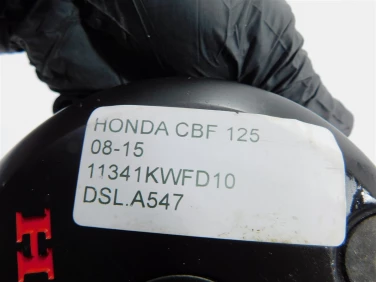 HONDA CBF 125
08-15
11341KWFD10
DSL.A547
H